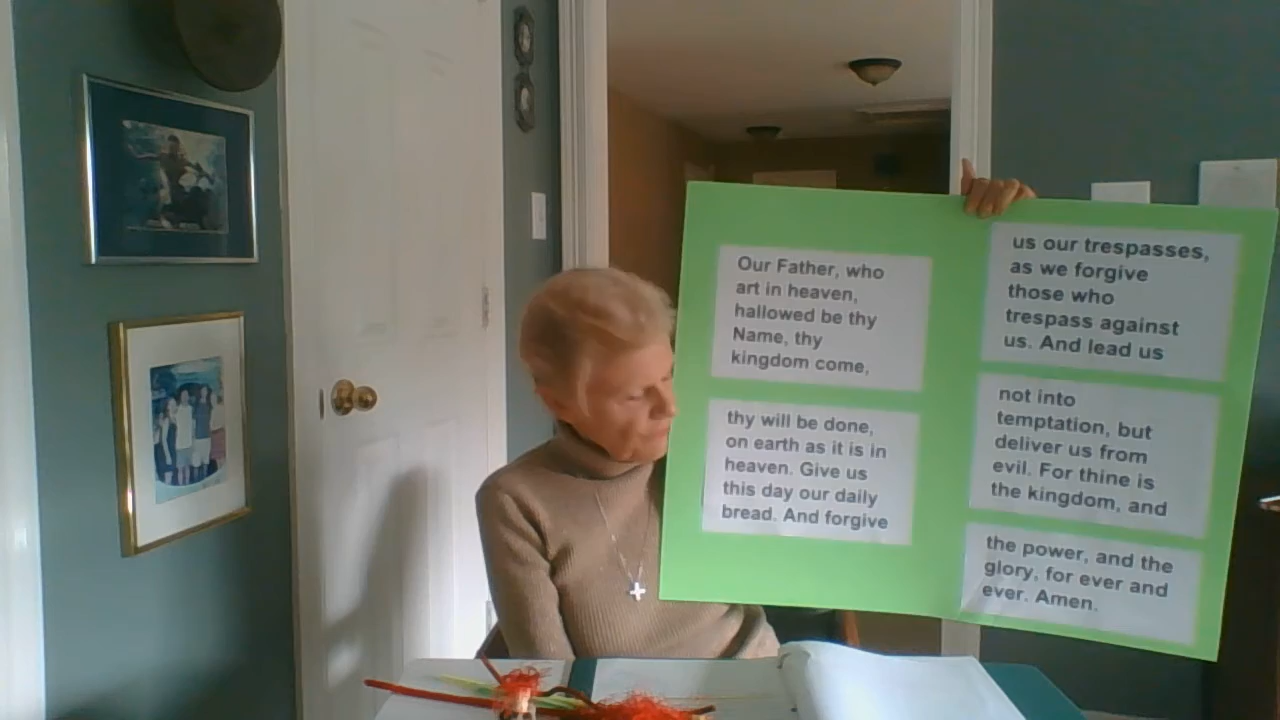 Our Father, who
art in heaven,
hallowed be thy
Name, thy
kingdom come,
thy will be done,
on earth as it is in
heaven. Give us
this day our daily
bread. And forgive
us our trespasses,
as we forgive
those who
trespass against
us. And lead us
not into
temptation, but
deliver us from
evil. For thine is
the kingdom, and
the power, and the
glory, for ever and
ever. Amen.